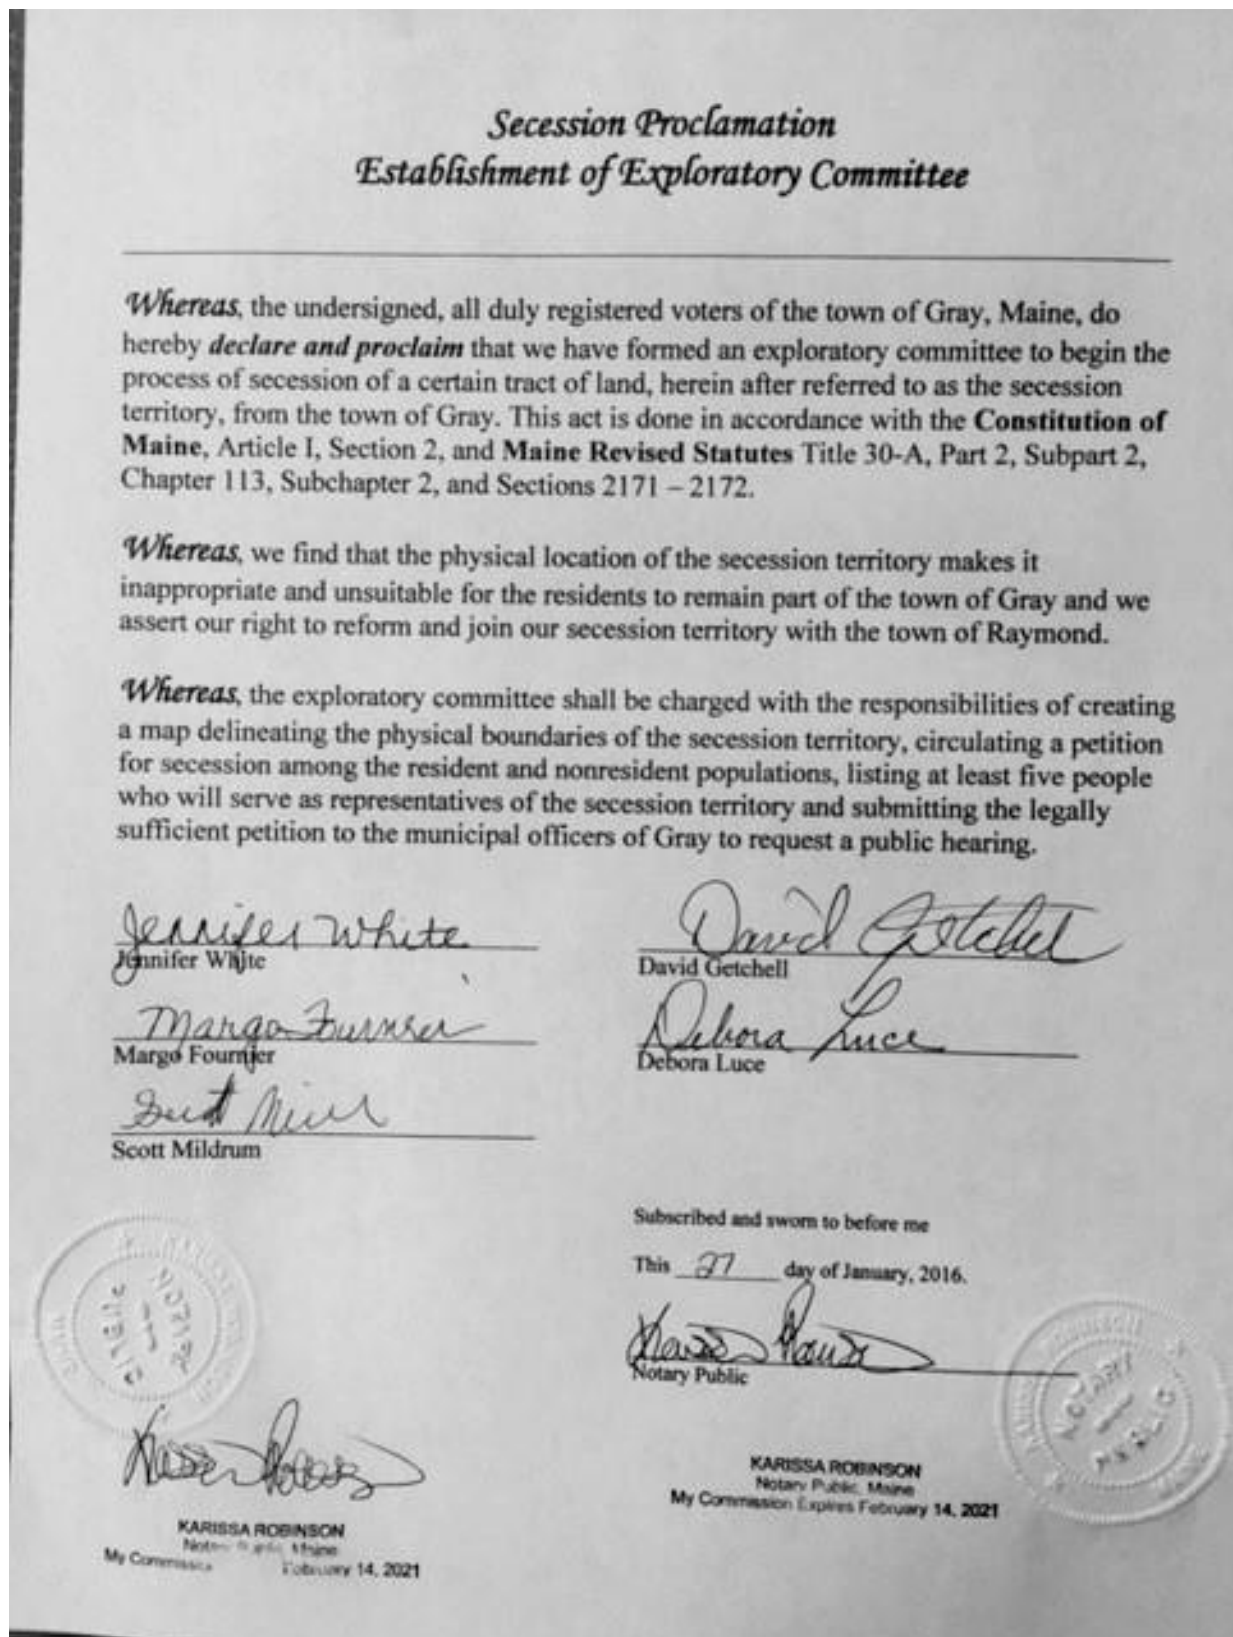 Secession Proclamation
Establishment of Exploratory Committee
Whereas, the undersigned, all duly registered voters of the town of Gray, Maine, do
hereby declare and proclaim that we have formed an exploratory committee to begin the
process of secession of a certain tract of land, herein after referred to as the secession
territory, from the town of Gray. This act is done in accordance with the Constitution of
Maine, Article I, Section 2, and Maine Revised Statutes Title 30-A, Part 2, Subpart 2,
Chapter 113, Subchapter 2, and Sections 2171 – 2172.
Whereas, we find that the physical location of the secession territory makes it
inappropriate and unsuitable for the residents to remain part of the town of Gray and we
assert our right to reform and join our secession territory with the town of Raymond.
Whereas, the exploratory committee shall be charged with the responsibilities of creating
a map delineating the physical boundaries of the secession territory, circulating a petition
for secession among the resident and nonresident populations, listing at least five people
who will serve as representatives of the secession territory and submitting the legally
sufficient petition to the municipal officers of Gray to request a public hearing.
Jennifer White
Jennifer White
David Getchell
David Getchell
Margo Fournier
Margo Fournier
Debora Luce
Debora Luce
Scott Mildrum
Subscribed and sworn to before me
This 27 day of January, 2016.
Notary Public
NOTARY
PUBLIC
NOTARY
PUBLIC
KARISSA ROBINSON
Notary Public, Maine
My Commission Expires February 14, 2021
KARISSA ROBINSON
Notary Public, Maine
My Commission February 14, 2021